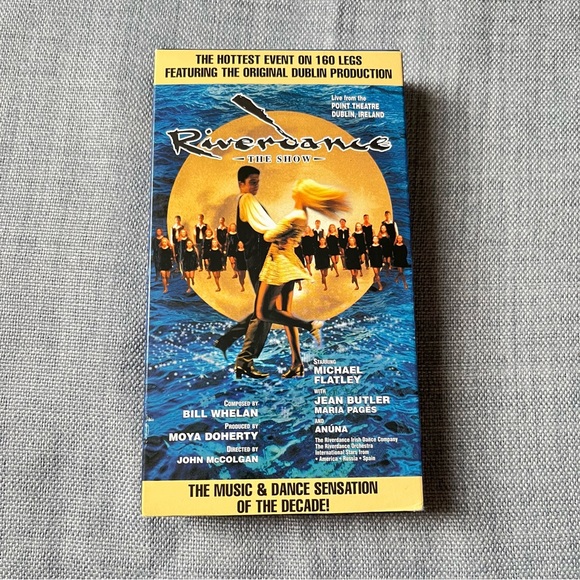 THE HOTTEST EVENT ON 160 LEGS
FEATURING THE ORIGINAL DUBLIN PRODUCTION
Live from the
POINT THEATRE
DUBLIN, IRELAND
Riverdance
THE SHOW
STARRING
MICHAEL
FLATLEY
WITH
JEAN BUTLER
MARIA PAGÉS
AND
ANÚNA
The Riverdance Irish Dance Company
The Riverdance Orchestra
International Stars from
• America • Russia • Spain
COMPOSED BY
BILL WHELAN
PRODUCED BY
MOYA DOHERTY
DIRECTED BY
JOHN McCOLGAN
THE MUSIC & DANCE SENSATION
OF THE DECADE!